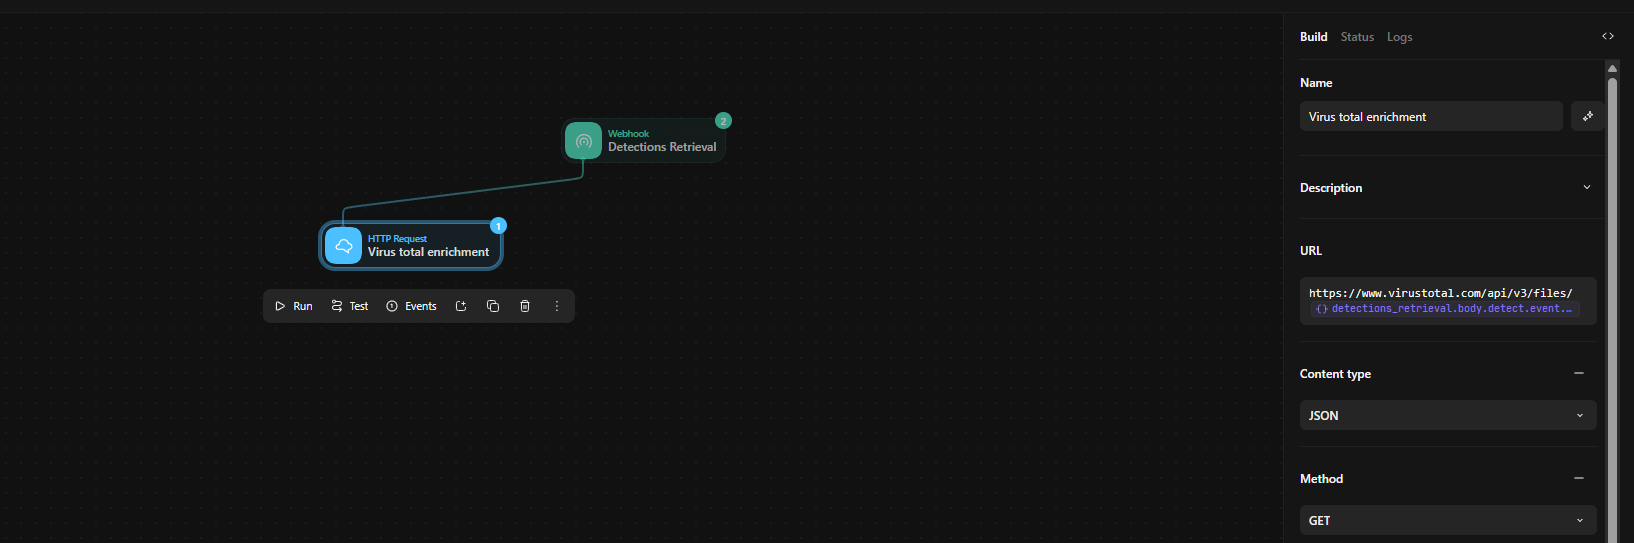 Build Status Logs
Name
Virus total enrichment
Description
URL
https://www.virustotal.com/api/v3/files/
{} detections_retrieval.body.detect.event.…
Content type
JSON
Method
GET
Webhook
Detections Retrieval
2
HTTP Request
Virus total enrichment
1
Run Test 1 Events